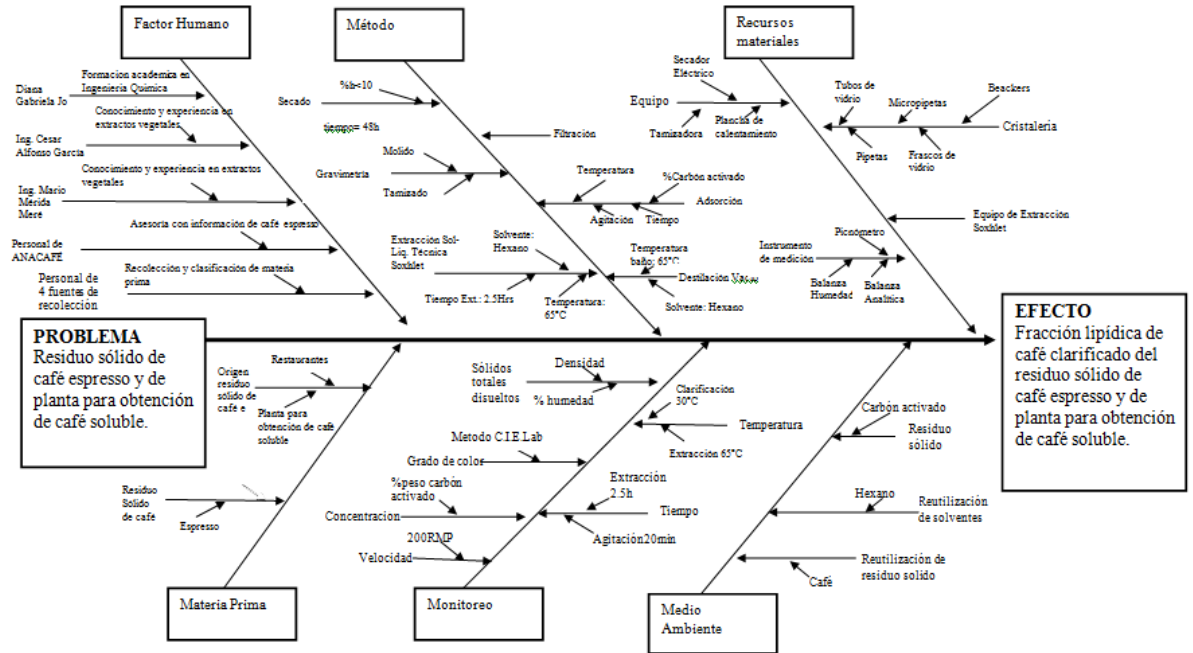 Factor Humano
Método
Recursos
materiales
Diana
Gabriela Jo
Formacion academica en
Ingenieria Quimica
Ing. Cesar
Alfonso García
Conocimiento y experiencia en
extractos vegetales
Ing. Mario
Mérida
Meré
Conocimiento y experiencia en extractos
vegetales
Personal de
ANACAFÉ
Asesoria con información de café espresso
Personal de
4 fuentes de
recolección
Recolección y clasificación de materia
prima
Secado
%h<10
tiempo= 48h
Filtración
Gravimetría
Molido
Tamizado
Temperatura
%Carbón activado
Adsorción
Agitación
Tiempo
Extracción Sol-
Liq. Técnica
Soxhlet
Solvente:
Hexano
Tiempo Ext.: 2.5Hrs
Temperatura:
65°C
Temperatura
baño; 65°C
Destilación
Solvente: Hexano
Secador
Eléctrico
Equipo
Tamizadora
Plancha de
calentamiento
Tubos de
vidrio
Micropipetas
Beackers
Cristalería
Pipetas
Frascos de
vidrio
Equipo de Extracción
Soxhlet
Instrumento
de medición
Picnómetro
Balanza
Humedad
Balanza
Analítica
PROBLEMA
Residuo sólido de
café espresso y de
planta para obtención
de café soluble.
EFECTO
Fracción lipídica de
café clarificado del
residuo sólido de
café espresso y de
planta para obtención
de café soluble.
Origen
residuo
sólido de
café e
Restaurantes
Planta para
obtención de café
soluble
Residuo
Sólido
de café
Espresso
Sólidos
totales
disueltos
Densidad
% humedad
Clarificación
30°C
Temperatura
Extracción 65°C
Metodo C.I.E Lab
Grado de color
%peso carbón
activado
Concentracion
Extracción
2.5h
Tiempo
Agitación20min
200RMP
Velocidad
Carbón activado
Residuo
sólido
Hexano
Reutilización
de solventes
Café
Reutilización de
residuo solido
Materia Prima
Monitoreo
Medio
Ambiente